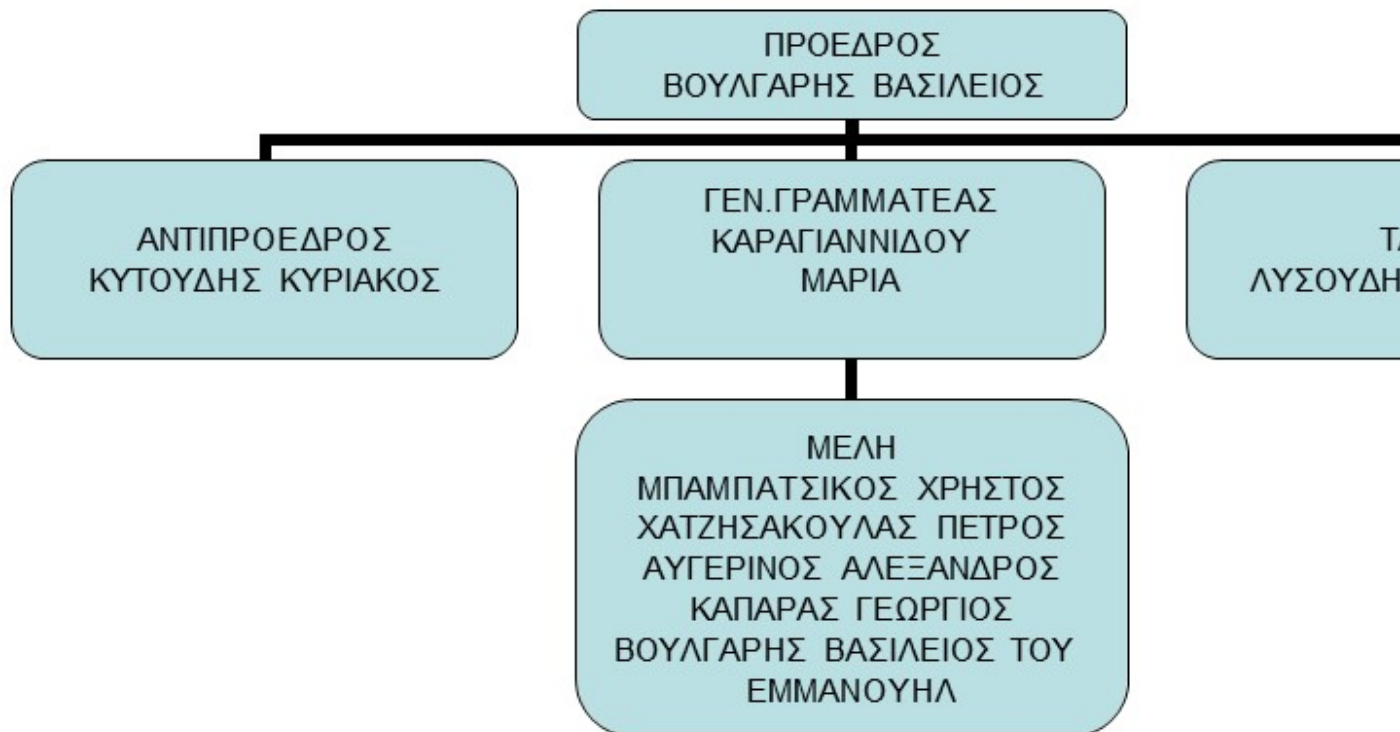 ΠΡΟΕΔΡΟΣ
ΒΟΥΛΓΑΡΗΣ ΒΑΣΙΛΕΙΟΣ
ΑΝΤΙΠΡΟΕΔΡΟΣ
ΚΥΤΟΥΔΗΣ ΚΥΡΙΑΚΟΣ
ΓΕΝ.ΓΡΑΜΜΑΤΕΑΣ
ΚΑΡΑΓΙΑΝΝΙΔΟΥ
ΜΑΡΙΑ
ΜΕΛΗ
ΜΠΑΜΠΑΤΣΙΚΟΣ ΧΡΗΣΤΟΣ
ΧΑΤΖΗΣΑΚΟΥΛΑΣ ΠΕΤΡΟΣ
ΑΥΓΕΡΙΝΟΣ ΑΛΕΞΑΝΔΡΟΣ
ΚΑΠΑΡΑΣ ΓΕΩΡΓΙΟΣ
ΒΟΥΛΓΑΡΗΣ ΒΑΣΙΛΕΙΟΣ ΤΟΥ
ΕΜΜΑΝΟΥΗΛ